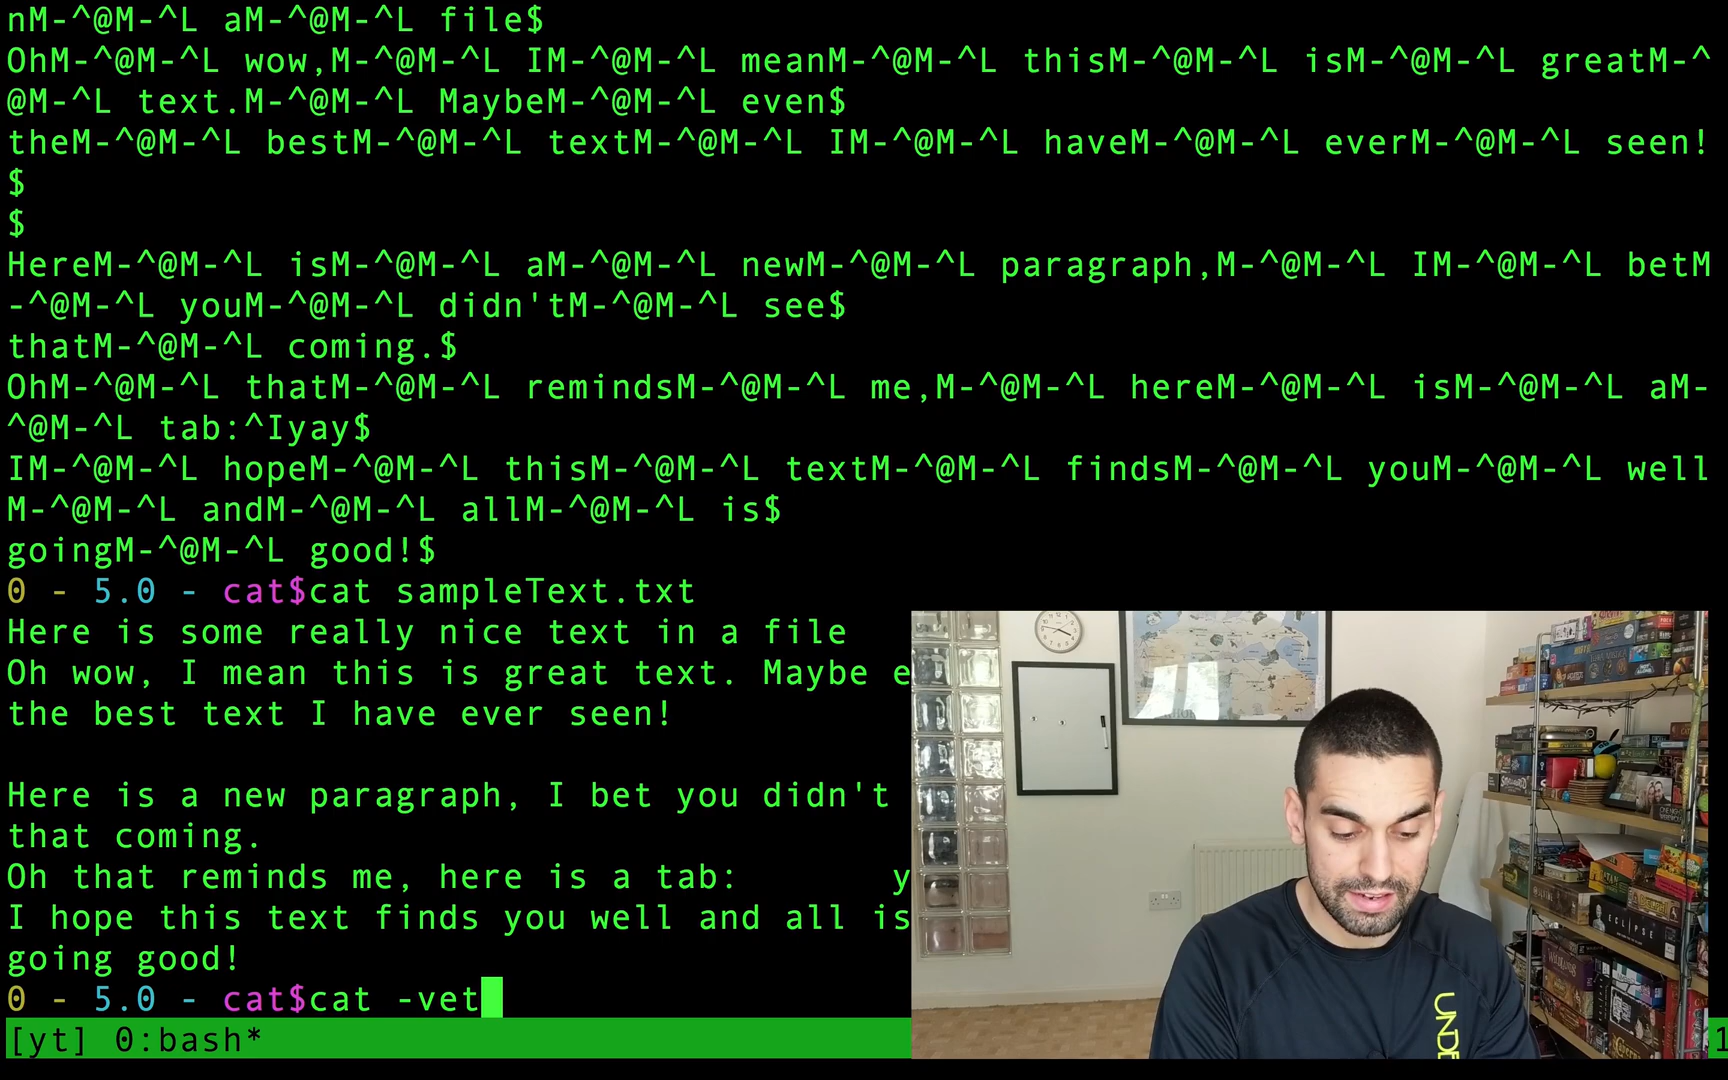 nM-^@M-^L aM-^@M-^L file$
OhM-^@M-^L wow,M-^@M-^L IM-^@M-^L meanM-^@M-^L thisM-^@M-^L isM-^@M-^L greatM-^
@M-^L text.M-^@M-^L MaybeM-^@M-^L even$
theM-^@M-^L bestM-^@M-^L textM-^@M-^L IM-^@M-^L haveM-^@M-^L everM-^@M-^L seen!
$
$
HereM-^@M-^L isM-^@M-^L aM-^@M-^L newM-^@M-^L paragraph,M-^@M-^L IM-^@M-^L betM
-^@M-^L youM-^@M-^L didn'tM-^@M-^L see$
thatM-^@M-^L coming.$
OhM-^@M-^L thatM-^@M-^L remindsM-^@M-^L me,M-^@M-^L hereM-^@M-^L isM-^@M-^L aM-
^@M-^L tab:^Iyay$
IM-^@M-^L hopeM-^@M-^L thisM-^@M-^L textM-^@M-^L findsM-^@M-^L youM-^@M-^L well
M-^@M-^L andM-^@M-^L allM-^@M-^L is$
goingM-^@M-^L good!$
0 - 5.0 - cat$cat sampleText.txt
Here is some really nice text in a file
Oh wow, I mean this is great text. Maybe e
the best text I have ever seen!
Here is a new paragraph, I bet you didn't
that coming.
Oh that reminds me, here is a tab: y
I hope this text finds you well and all is
going good!
0 - 5.0 - cat$cat -vet
[yt] 0:bash*
1
UNDE
ECLIPSE